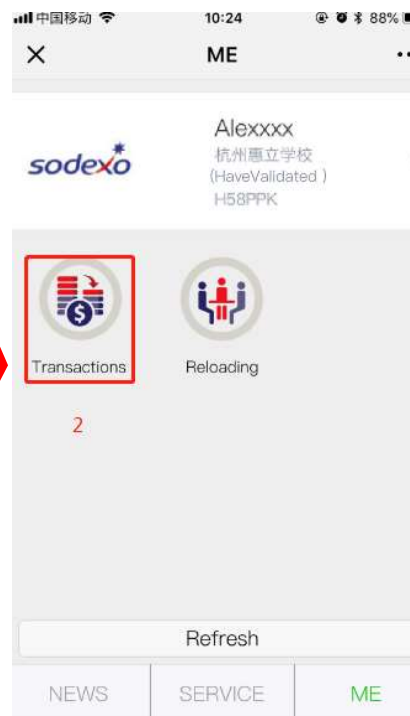 中国移动 10:24 88%
ME
sodexo
Alexxxx
杭州惠立学校
(HaveValidated )
H58PPK
Transactions Reloading
2
Refresh
NEWS SERVICE ME